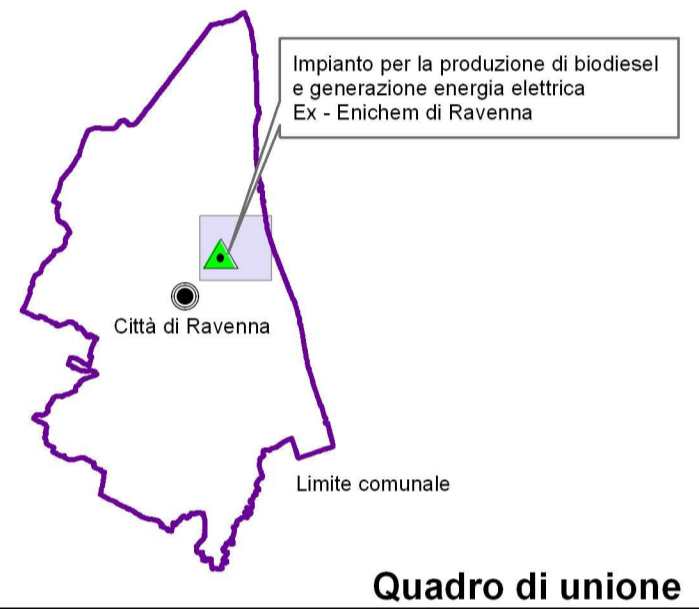 Impianto per la produzione di biodiesel
e generazione energia elettrica
Ex - Enichem di Ravenna
Città di Ravenna
Limite comunale
Quadro di unione